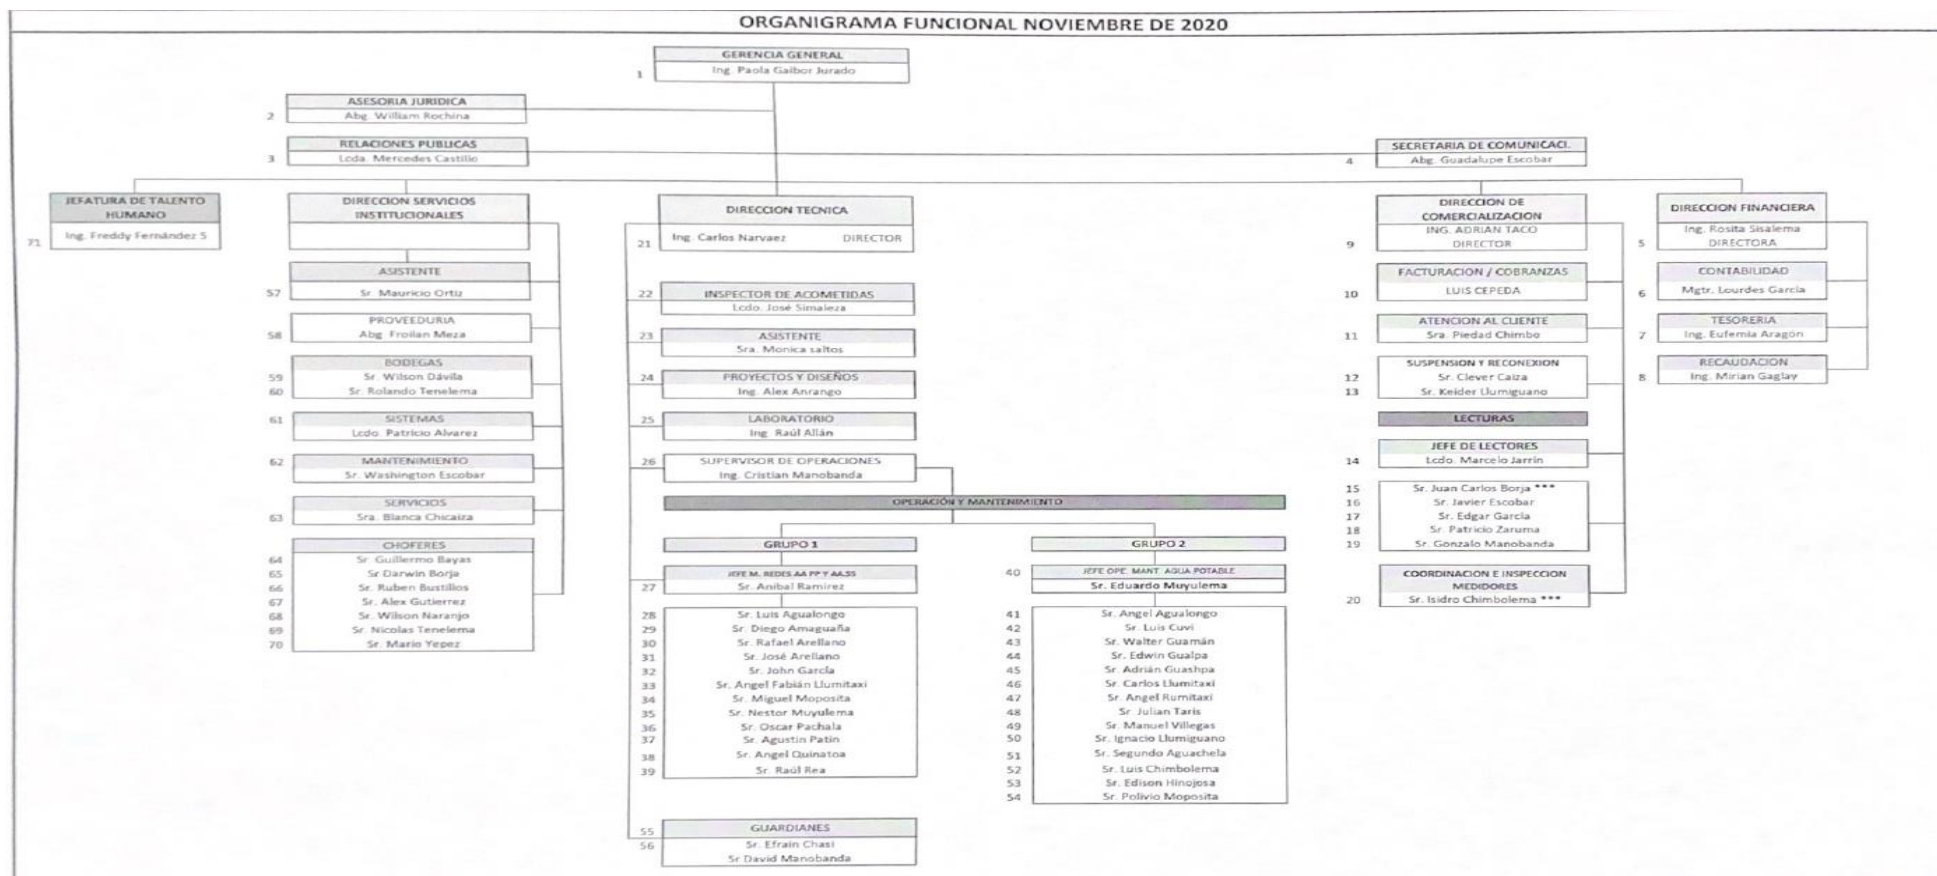 ORGANIGRAMA FUNCIONAL NOVIEMBRE DE 2020
GERENCIA GENERAL
1 Ing. Paola Gaibor Jurado
ASESORIA JURIDICA
2 Abg. William Rochina
RELACIONES PUBLICAS
3 Lcda. Mercedes Castillo
SECRETARIA DE COMUNICACI.
4 Abg. Guadalupe Escobar
JEFATURA DE TALENTO
HUMANO
71 Ing. Freddy Fernández S
DIRECCION SERVICIOS
INSTITUCIONALES
ASISTENTE
57 Sr. Mauricio Ortiz
PROVEEDURIA
58 Abg. Froilan Meza
BODEGAS
59 Sr. Wilson Dávila
60 Sr. Rolando Tenelema
61 SISTEMAS
Lcdo. Patricio Alvarez
62 MANTENIMIENTO
Sr. Washington Escobar
SERVICIOS
63 Sra. Blanca Chicaiza
CHOFERES
64 Sr. Guillermo Bayas
65 Sr Darwin Borja
66 Sr. Ruben Bustillos
67 Sr. Alex Gutierrez
68 Sr. Wilson Naranjo
69 Sr. Nicolas Tenelema
70 Sr. Mario Yepez
DIRECCION TECNICA
21 Ing. Carlos Narvaez DIRECTOR
22 INSPECTOR DE ACOMETIDAS
Lcdo. José Simaleza
23 ASISTENTE
Sra. Monica saltos
24 PROYECTOS Y DISEÑOS
Ing. Alex Anrango
25 LABORATORIO
Ing. Raúl Allán
26 SUPERVISOR DE OPERACIONES
Ing. Cristian Manobanda
OPERACIÓN Y MANTENIMIENTO
GRUPO 1
JEFE M. REDES AA PP Y AA.SS
27 Sr. Anibal Ramirez
28 Sr. Luis Agualongo
29 Sr. Diego Amaguaña
30 Sr. Rafael Arellano
31 Sr. José Arellano
32 Sr. John García
33 Sr. Angel Fabián Llumitaxi
34 Sr. Miguel Moposita
35 Sr. Nestor Muyulema
36 Sr. Oscar Pachala
37 Sr. Agustin Patín
38 Sr. Angel Quinatoa
39 Sr. Raúl Rea
GRUPO 2
40 JEFE OPE. MANT. AGUA POTABLE
Sr. Eduardo Muyulema
41 Sr. Angel Agualongo
42 Sr. Luis Cuvi
43 Sr. Walter Guamán
44 Sr. Edwin Gualpa
45 Sr. Adrián Guashpa
46 Sr. Carlos Llumitaxi
47 Sr. Angel Rumitaxi
48 Sr. Julian Taris
49 Sr. Manuel Villegas
50 Sr. Ignacio Llumiguano
51 Sr. Segundo Aguachela
52 Sr. Luis Chimbolema
53 Sr. Edison Hinojosa
54 Sr. Polivio Moposita
55 GUARDIANES
56 Sr. Efrain Chasi
Sr David Manobanda
DIRECCION DE
COMERCIALIZACION
ING. ADRIAN TACO
9 DIRECTOR
FACTURACION / COBRANZAS
10 LUIS CEPEDA
ATENCION AL CLIENTE
11 Sra. Piedad Chimbo
SUSPENSION Y RECONEXION
12 Sr. Clever Caiza
13 Sr. Keider Llumiguano
LECTURAS
JEFE DE LECTORES
14 Lcdo. Marcelo Jarrin
15 Sr. Juan Carlos Borja ***
16 Sr. Javier Escobar
17 Sr. Edgar García
18 Sr. Patricio Zaruma
19 Sr. Gonzalo Manobanda
COORDINACION E INSPECCION
MEDIDORES
20 Sr. Isidro Chimbolema ***
DIRECCION FINANCIERA
Ing. Rosita Sisalema
5 DIRECTORA
CONTABILIDAD
6 Mgtr. Lourdes García
TESORERIA
7 Ing. Eufemia Aragón
RECAUDACION
8 Ing. Mirian Gaglay